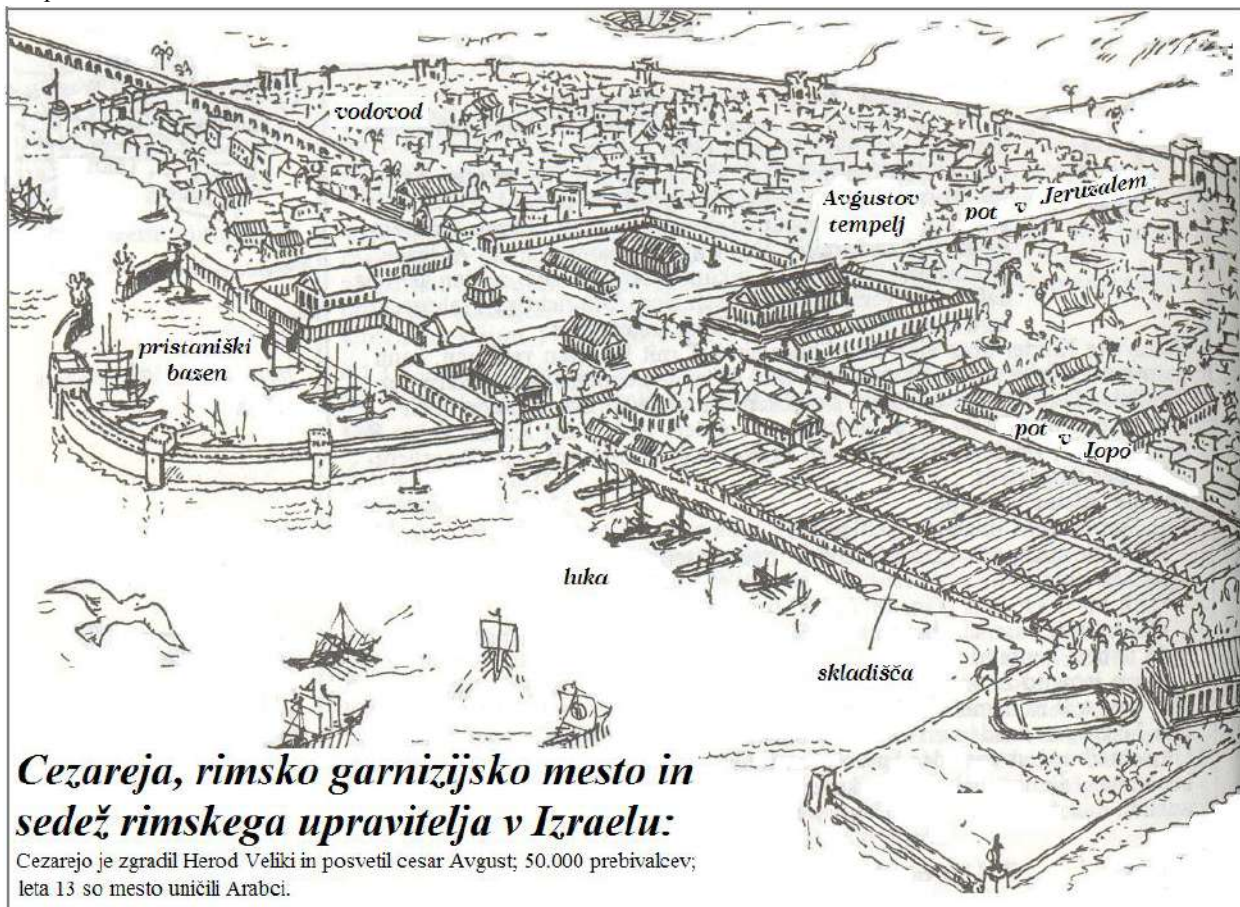 vodovod
Avgustov
tempelj
pot v Jeruzalem
pristaniški
bazen
pot v Jopo
luka
skladišča
Cezareja, rimsko garnizijsko mesto in
sedež rimskega upravitelja v Izraelu:
Cezarejo je zgradil Herod Veliki in posvetil cesar Avgust; 50.000 prebivalcev;
leta 13 so mesto uničili Arabci.